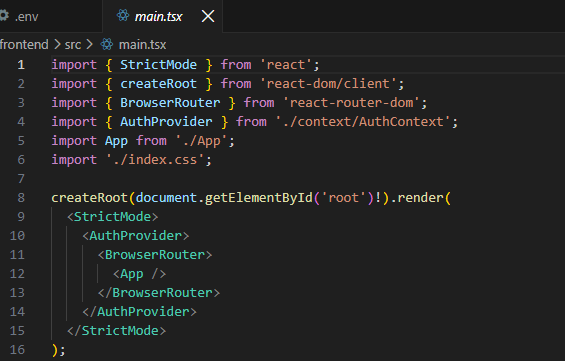 .env main.tsx
frontend > src > main.tsx
1 import { StrictMode } from 'react';
2 import { createRoot } from 'react-dom/client';
3 import { BrowserRouter } from 'react-router-dom';
4 import { AuthProvider } from './context/AuthContext';
5 import App from './App';
6 import './index.css';
7
8 createRoot(document.getElementById('root')!).render(
9   <StrictMode>
10     <AuthProvider>
11       <BrowserRouter>
12         <App />
13       </BrowserRouter>
14     </AuthProvider>
15   </StrictMode>
16 );